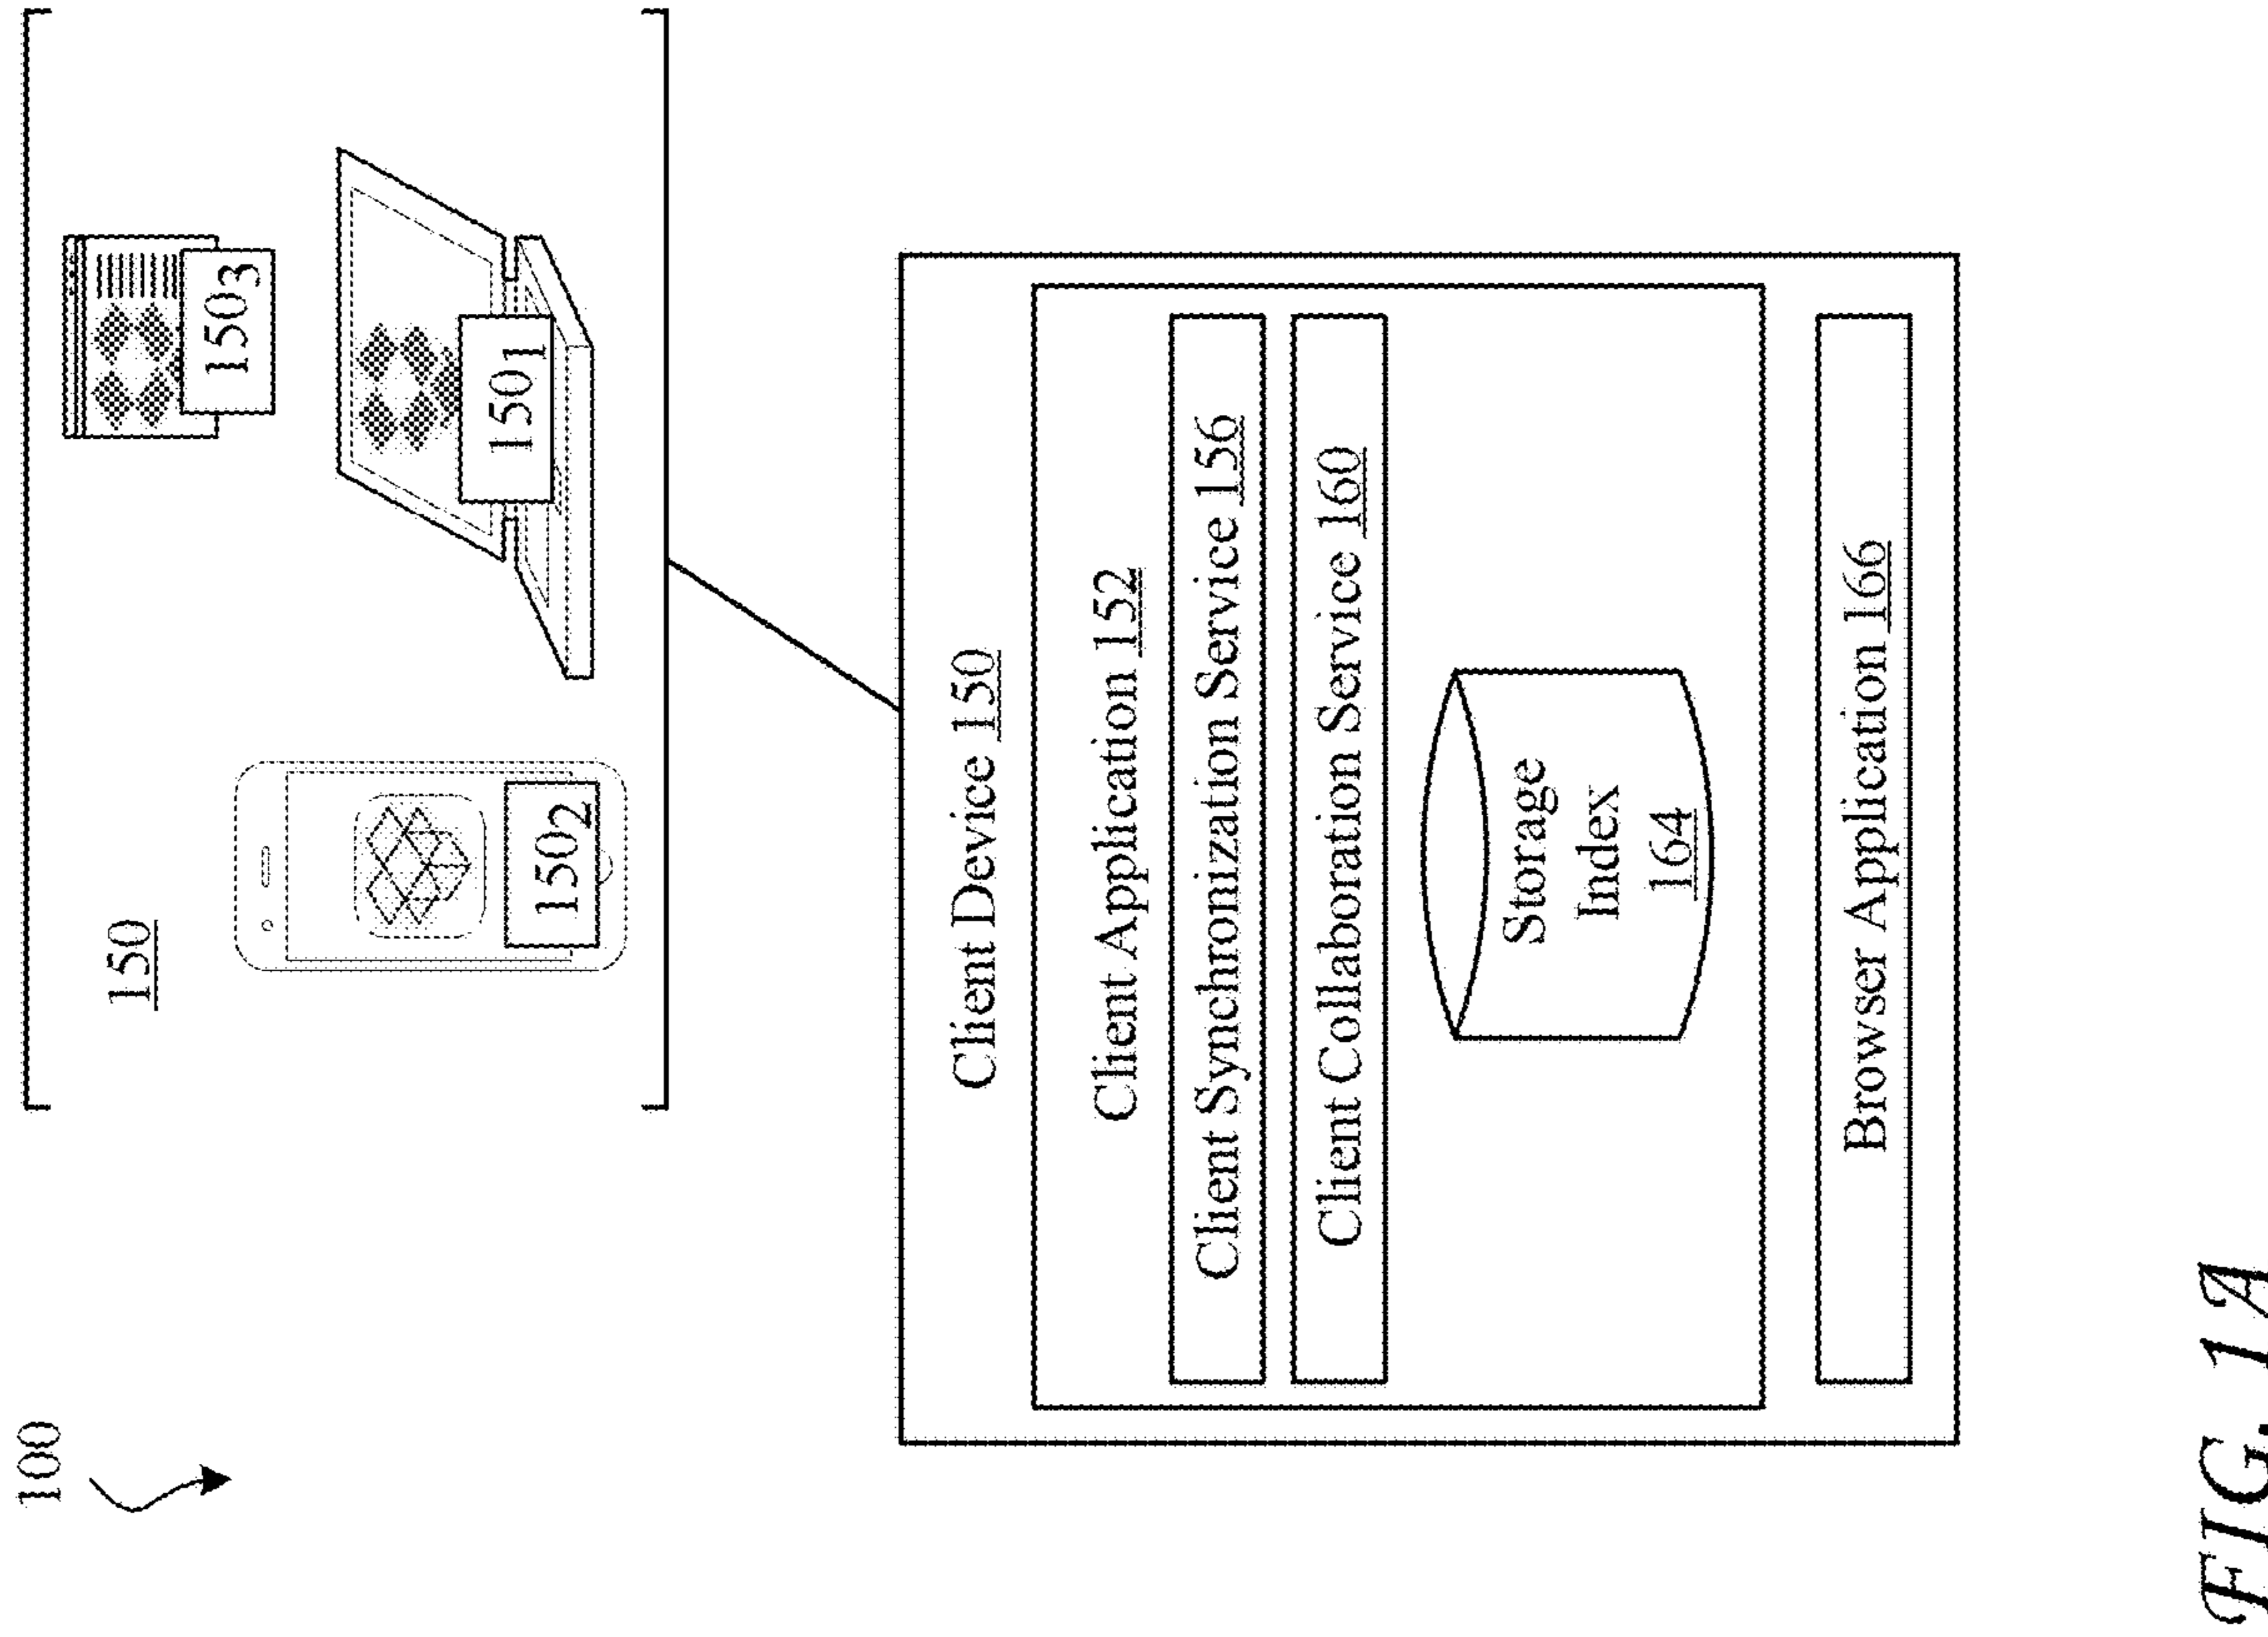 100
150
150₂
150₁
150₃
Client Device 150
Client Application 152
Client Synchronization Service 156
Client Collaboration Service 160
Storage
Index
164
Browser Application 166
FIG. 1A